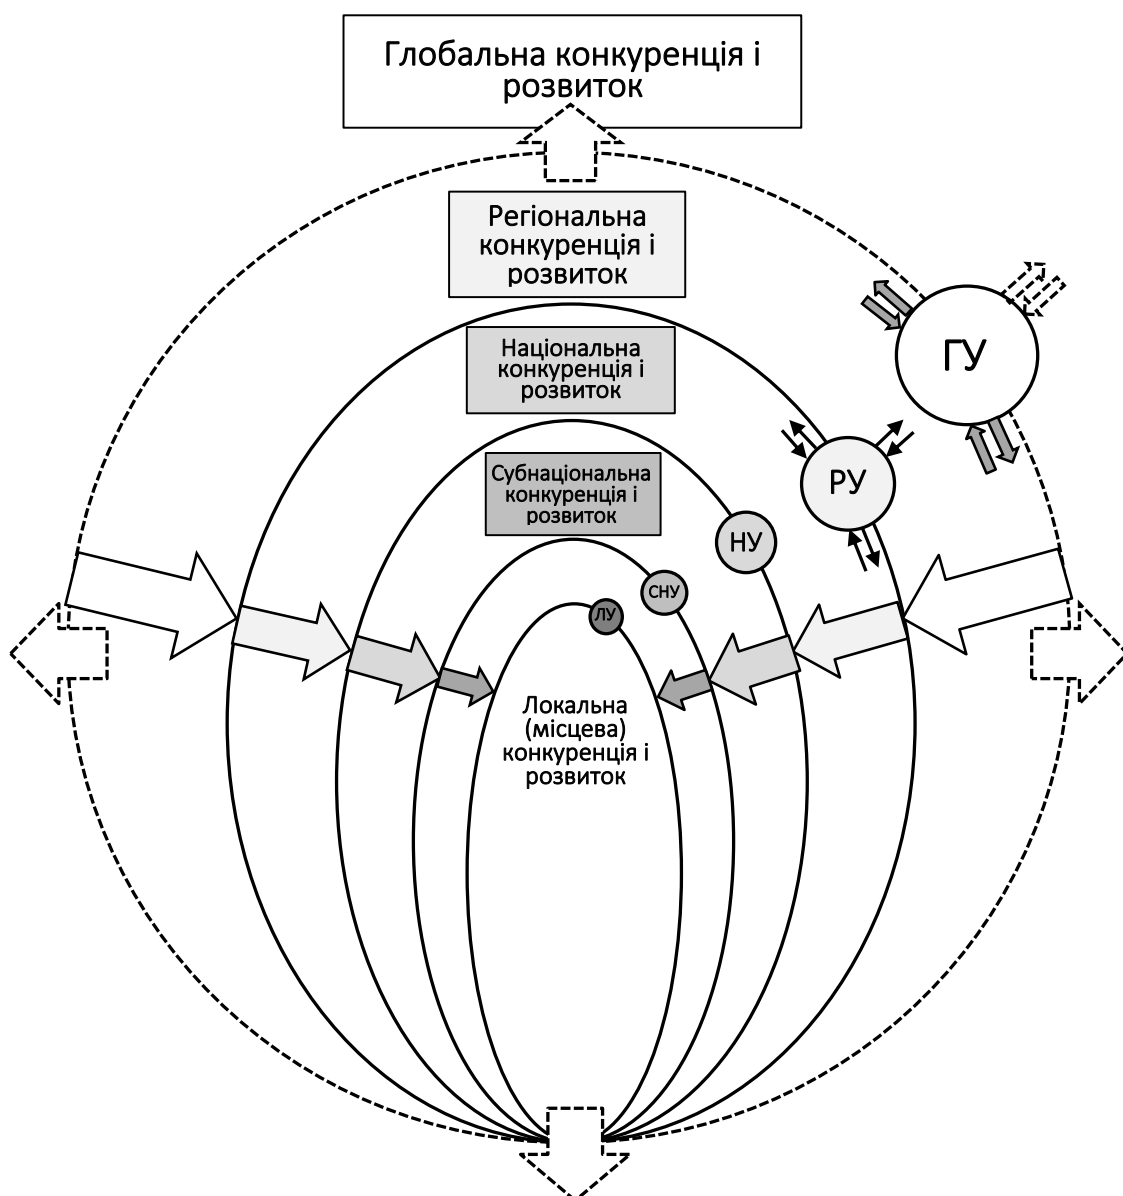 Глобальна конкуренція і
розвиток
Регіональна
конкуренція і
розвиток
Національна
конкуренція і
розвиток
Субнаціональна
конкуренція і
розвиток
ГУ
РУ
НУ
СНУ
ЛУ
Локальна
(місцева)
конкуренція і
розвиток